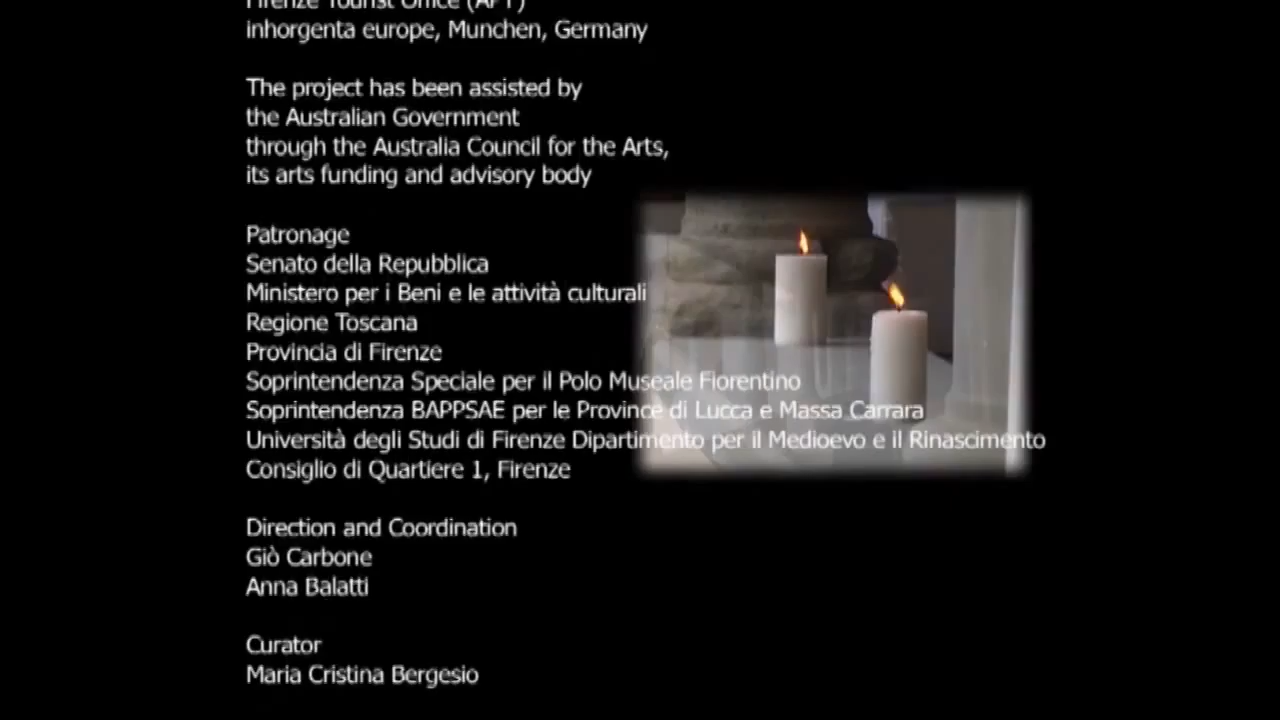 Firenze Tourist Office (APT)
inhorgenta europe, Munchen, Germany
The project has been assisted by
the Australian Government
through the Australia Council for the Arts,
its arts funding and advisory body
Patronage
Senato della Repubblica
Ministero per i Beni e le attività culturali
Regione Toscana
Provincia di Firenze
Soprintendenza Speciale per il Polo Museale Fiorentino
Soprintendenza BAPPSAE per le Province di Lucca e Massa Carrara
Università degli Studi di Firenze Dipartimento per il Medioevo e il Rinascimento
Consiglio di Quartiere 1, Firenze
Direction and Coordination
Giò Carbone
Anna Balatti
Curator
Maria Cristina Bergesio